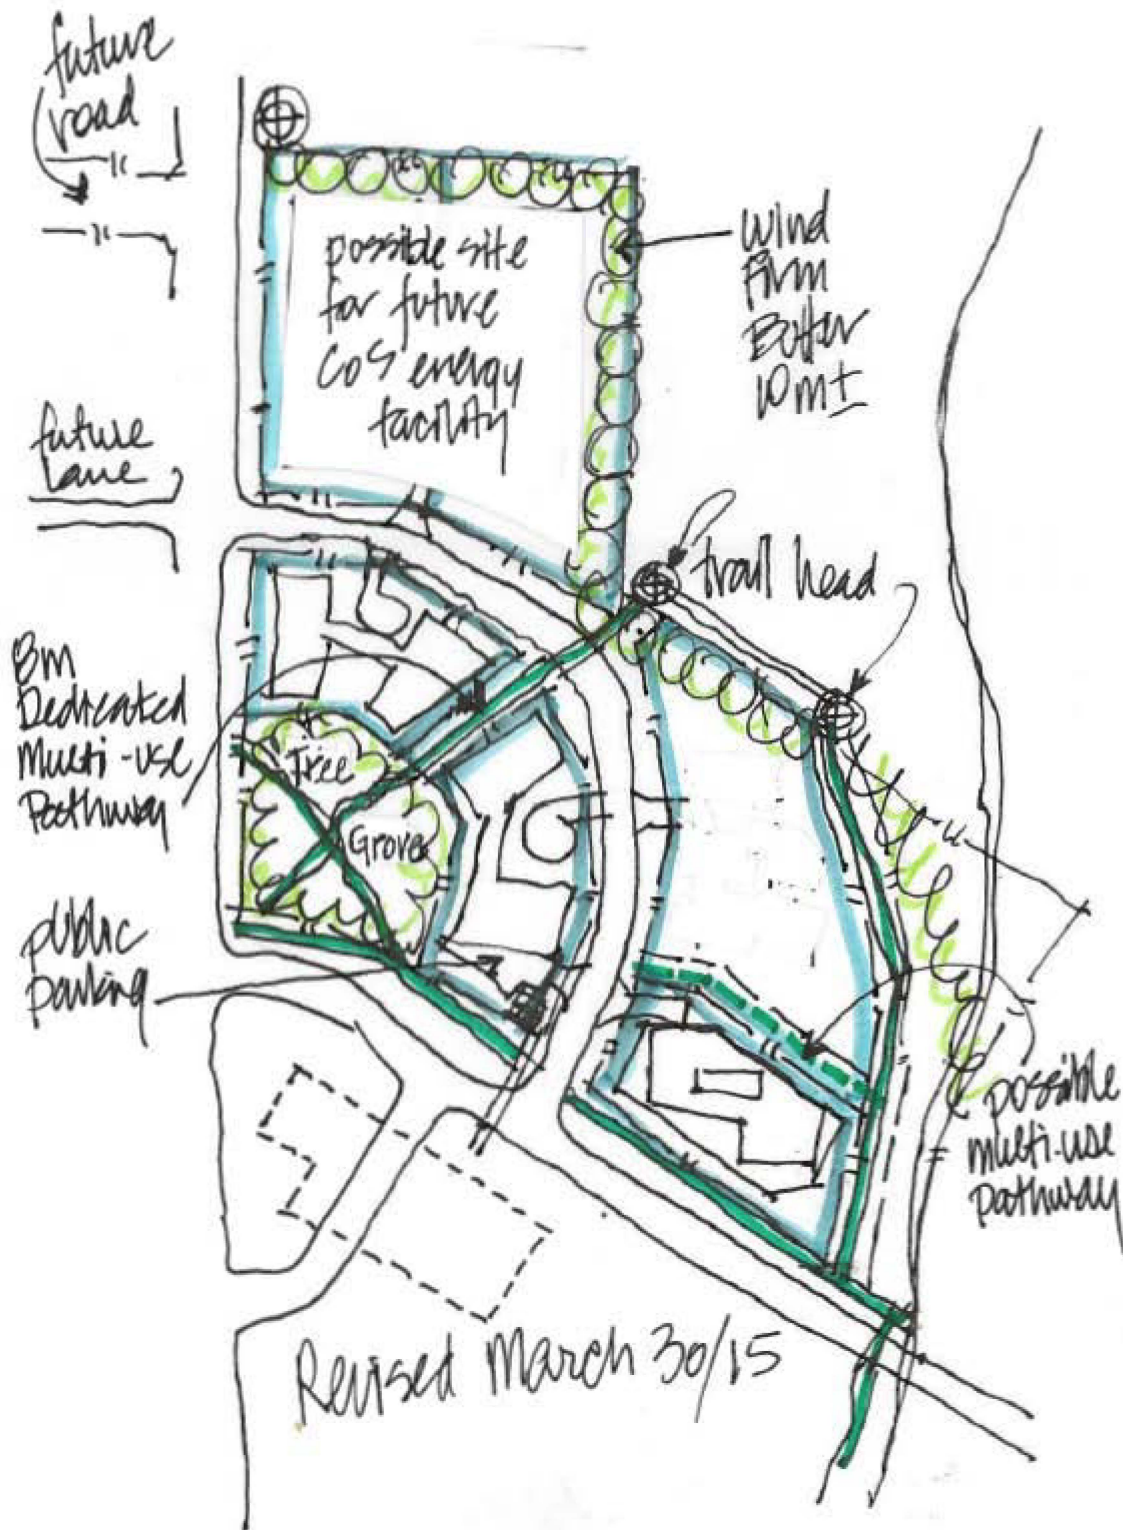 future
road
possible site
for future
COS energy
facility
Wind
Firm
Buffer
10m±
future
Lane
trail head
8m
Dedicated
Multi-use
Pathway
Tree
Grove
public
parking
possible
multi-use
pathway
Revised March 30/15